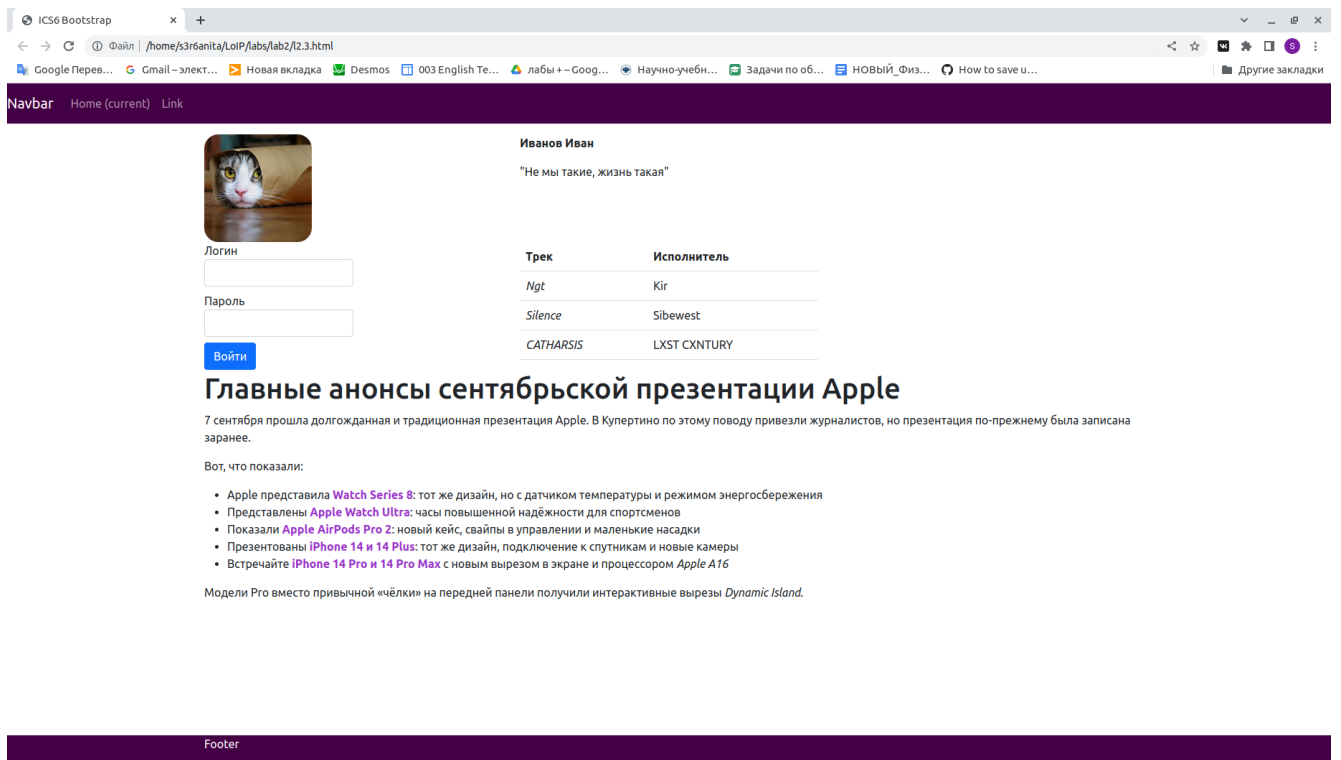 ICS6 Bootstrap
Файл | /home/s3r6anita/LoIP/labs/lab2/l2.3.html
S
Google Перев... Gmail – элект... Новая вкладка Desmos 003 English Te... лабы + – Goog... Научно-учебн... Задачи по об... НОВЫЙ_Физ... How to save u... Другие закладки
Navbar Home (current) Link
Иванов Иван
"Не мы такие, жизнь такая"
Логин
Трек Исполнитель
Ngt Kir
Пароль
Silence Sibewest
CATHARSIS LXST CXNTURY
Войти
Главные анонсы сентябрьской презентации Apple
7 сентября прошла долгожданная и традиционная презентация Apple. В Купертино по этому поводу привезли журналистов, но презентация по-прежнему была записана
заранее.
Вот, что показали:
• Apple представила Watch Series 8: тот же дизайн, но с датчиком температуры и режимом энергосбережения
• Представлены Apple Watch Ultra: часы повышенной надёжности для спортсменов
• Показали Apple AirPods Pro 2: новый кейс, свайпы в управлении и маленькие насадки
• Презентованы iPhone 14 и 14 Plus: тот же дизайн, подключение к спутникам и новые камеры
• Встречайте iPhone 14 Pro и 14 Pro Max с новым вырезом в экране и процессором Apple A16
Модели Pro вместо привычной «чёлки» на передней панели получили интерактивные вырезы Dynamic Island.
Footer